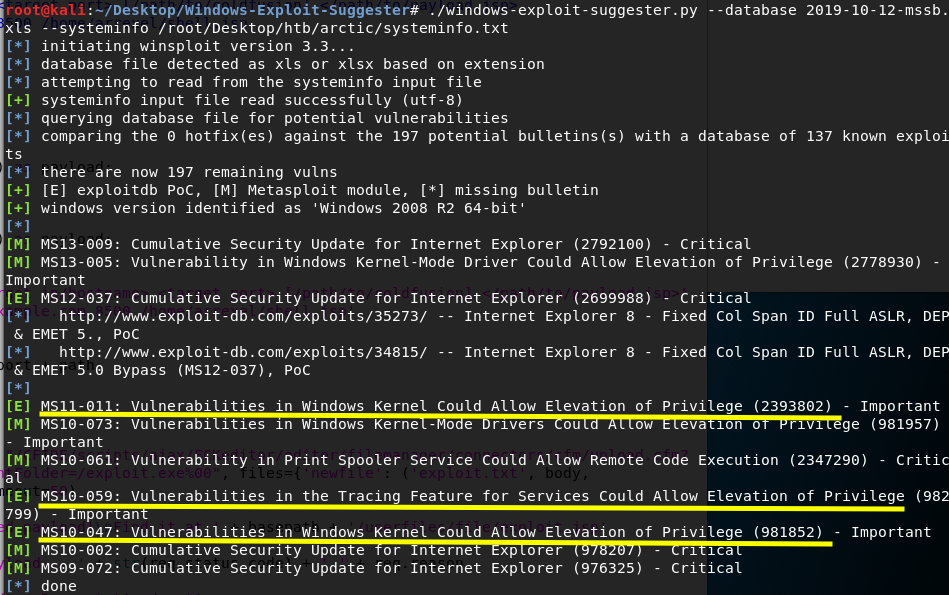 root@kali:~/Desktop/Windows-Exploit-Suggester# ./windows-exploit-suggester.py --database 2019-10-12-mssb.
xls --systeminfo /root/Desktop/htb/arctic/systeminfo.txt
[*] initiating winsploit version 3.3...
[*] database file detected as xls or xlsx based on extension
[*] attempting to read from the systeminfo input file
[+] systeminfo input file read successfully (utf-8)
[*] querying database file for potential vulnerabilities
[*] comparing the 0 hotfix(es) against the 197 potential bulletins(s) with a database of 137 known exploi
ts
[*] there are now 197 remaining vulns
[+] [E] exploitdb PoC, [M] Metasploit module, [*] missing bulletin
[+] windows version identified as 'Windows 2008 R2 64-bit'
[*]
[M] MS13-009: Cumulative Security Update for Internet Explorer (2792100) - Critical
[M] MS13-005: Vulnerability in Windows Kernel-Mode Driver Could Allow Elevation of Privilege (2778930) -
Important
[E] MS12-037: Cumulative Security Update for Internet Explorer (2699988) - Critical
[*]   http://www.exploit-db.com/exploits/35273/ -- Internet Explorer 8 - Fixed Col Span ID Full ASLR, DEP
 & EMET 5., PoC
[*]   http://www.exploit-db.com/exploits/34815/ -- Internet Explorer 8 - Fixed Col Span ID Full ASLR, DEP
 & EMET 5.0 Bypass (MS12-037), PoC
[*]
[E] MS11-011: Vulnerabilities in Windows Kernel Could Allow Elevation of Privilege (2393802) - Important
[M] MS10-073: Vulnerabilities in Windows Kernel-Mode Drivers Could Allow Elevation of Privilege (981957)
- Important
[M] MS10-061: Vulnerability in Print Spooler Service Could Allow Remote Code Execution (2347290) - Critic
al
[E] MS10-059: Vulnerabilities in the Tracing Feature for Services Could Allow Elevation of Privilege (982
799) - Important
[E] MS10-047: Vulnerabilities in Windows Kernel Could Allow Elevation of Privilege (981852) - Important
[M] MS10-002: Cumulative Security Update for Internet Explorer (978207) - Critical
[M] MS09-072: Cumulative Security Update for Internet Explorer (976325) - Critical
[*] done